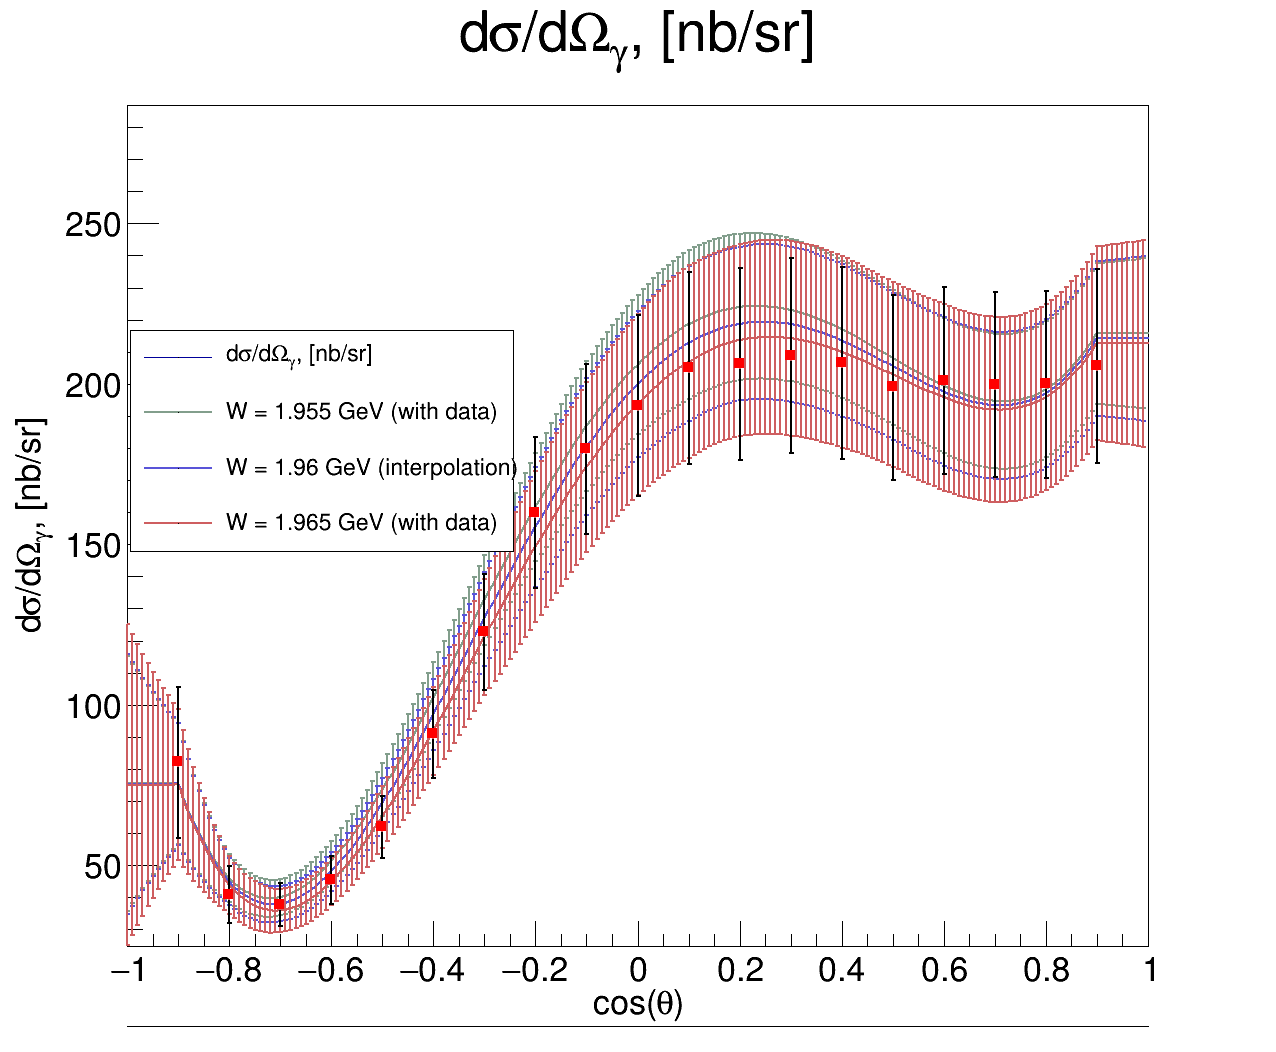 dσ/dΩγ, [nb/sr]
250
200
150
100
50
dσ/dΩγ, [nb/sr]
dσ/dΩγ, [nb/sr]
W = 1.955 GeV (with data)
W = 1.96 GeV (interpolation)
W = 1.965 GeV (with data)
−1 −0.8 −0.6 −0.4 −0.2 0 0.2 0.4 0.6 0.8 1
cos(θ)